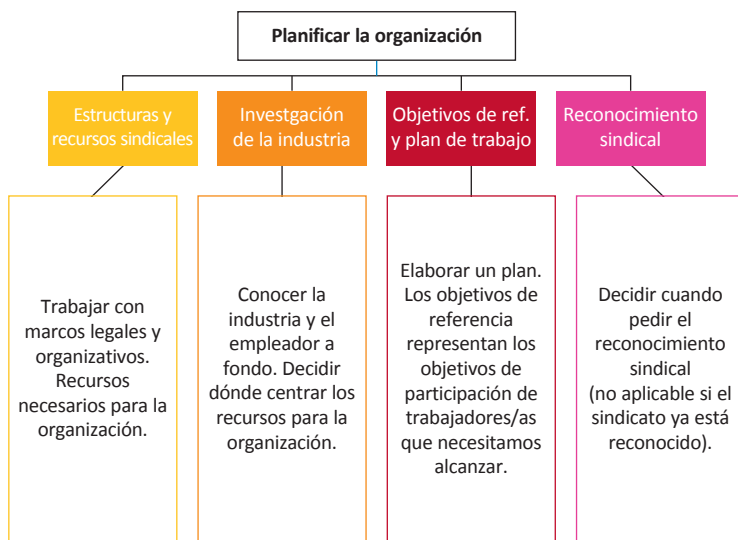 Planificar la organización
Estructuras y
recursos sindicales
Investgación
de la industria
Objetivos de ref.
y plan de trabajo
Reconocimiento
sindical
Trabajar con
marcos legales y
organizativos.
Recursos
necesarios para la
organización.
Conocer la
industria y el
empleador a
fondo. Decidir
dónde centrar los
recursos para la
organización.
Elaborar un plan.
Los objetivos de
referencia
representan los
objetivos de
participación de
trabajadores/as
que necesitamos
alcanzar.
Decidir cuando
pedir el
reconocimiento
sindical
(no aplicable si el
sindicato ya está
reconocido).